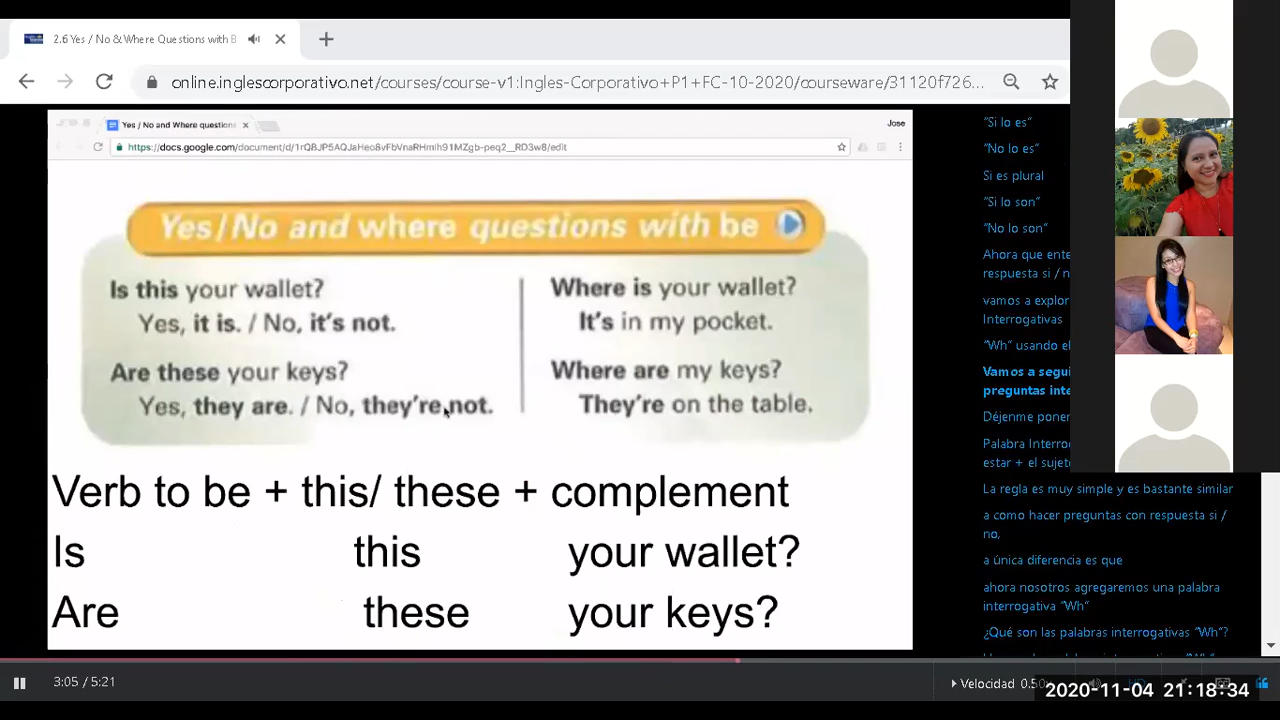 2.6 Yes / No & Where Questions with B
online.inglescorporativo.net/courses/course-v1:Ingles-Corporativo+P1+FC-10-2020/courseware/31120f726...
Yes / No and Where questions
Jose
https://docs.google.com/document/d/1rQBJP5AQJaHeo8vFbVnaRHmIh91MZgb-peq2__RD3w8/edit
Yes/No and where questions with be
Is this your wallet?
Yes, it is. / No, it's not.
Are these your keys?
Yes, they are. / No, they're not.
Where is your wallet?
It's in my pocket.
Where are my keys?
They're on the table.
Verb to be + this/ these + complement
Is this your wallet?
Are these your keys?
"Si lo es"
"No lo es"
Si es plural
"Si lo son"
"No lo son"
Ahora que ente
respuesta si / n
vamos a explor
Interrogativas
"Wh" usando el
Vamos a segui
preguntas inte
Déjenme poner
Palabra Interro
estar + el sujet
La regla es muy simple y es bastante similar
a como hacer preguntas con respuesta si /
no,
a única diferencia es que
ahora nosotros agregaremos una palabra
interrogativa "Wh"
¿Qué son las palabras interrogativas "Wh"?
3:05 / 5:21
Velocidad 0.50x
HD
2020-11-04 21:18:34